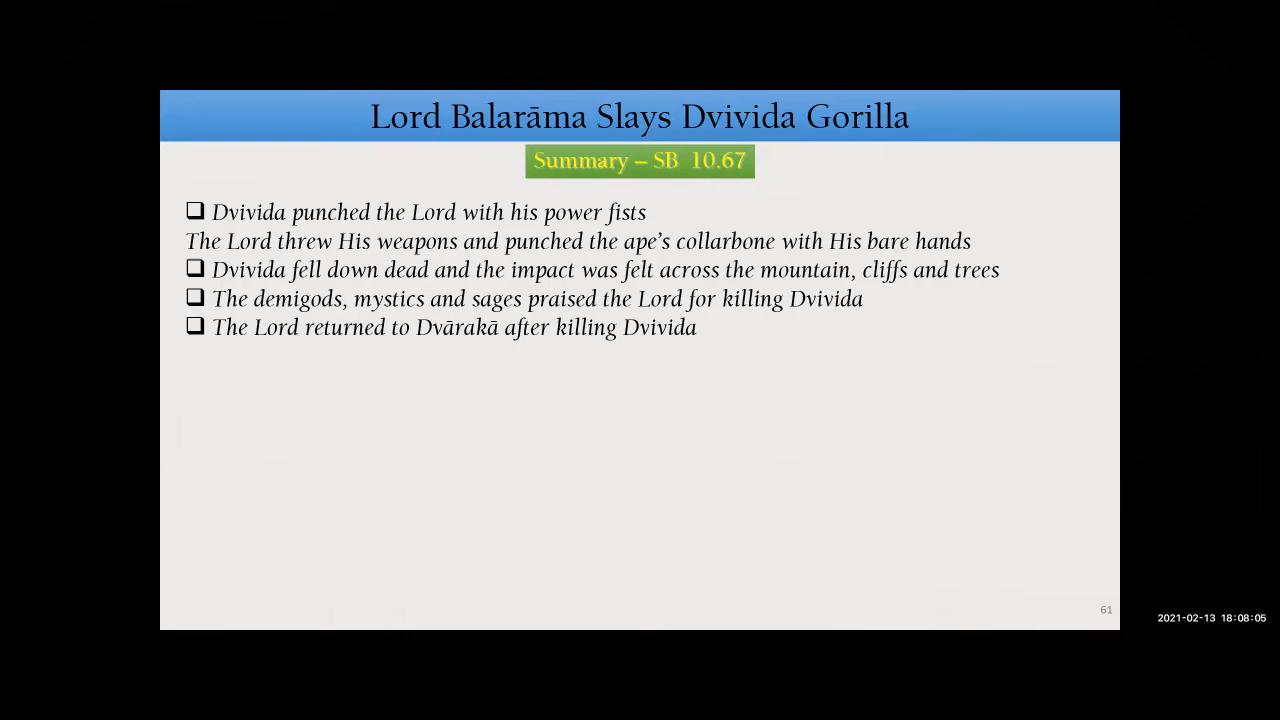 Lord Balarāma Slays Dvivida Gorilla
Summary – SB 10.67
❑ Dvivida punched the Lord with his power fists
The Lord threw His weapons and punched the ape's collarbone with His bare hands
❑ Dvivida fell down dead and the impact was felt across the mountain, cliffs and trees
❑ The demigods, mystics and sages praised the Lord for killing Dvivida
❑ The Lord returned to Dvārakā after killing Dvivida
61
2021-02-13 18:08:05